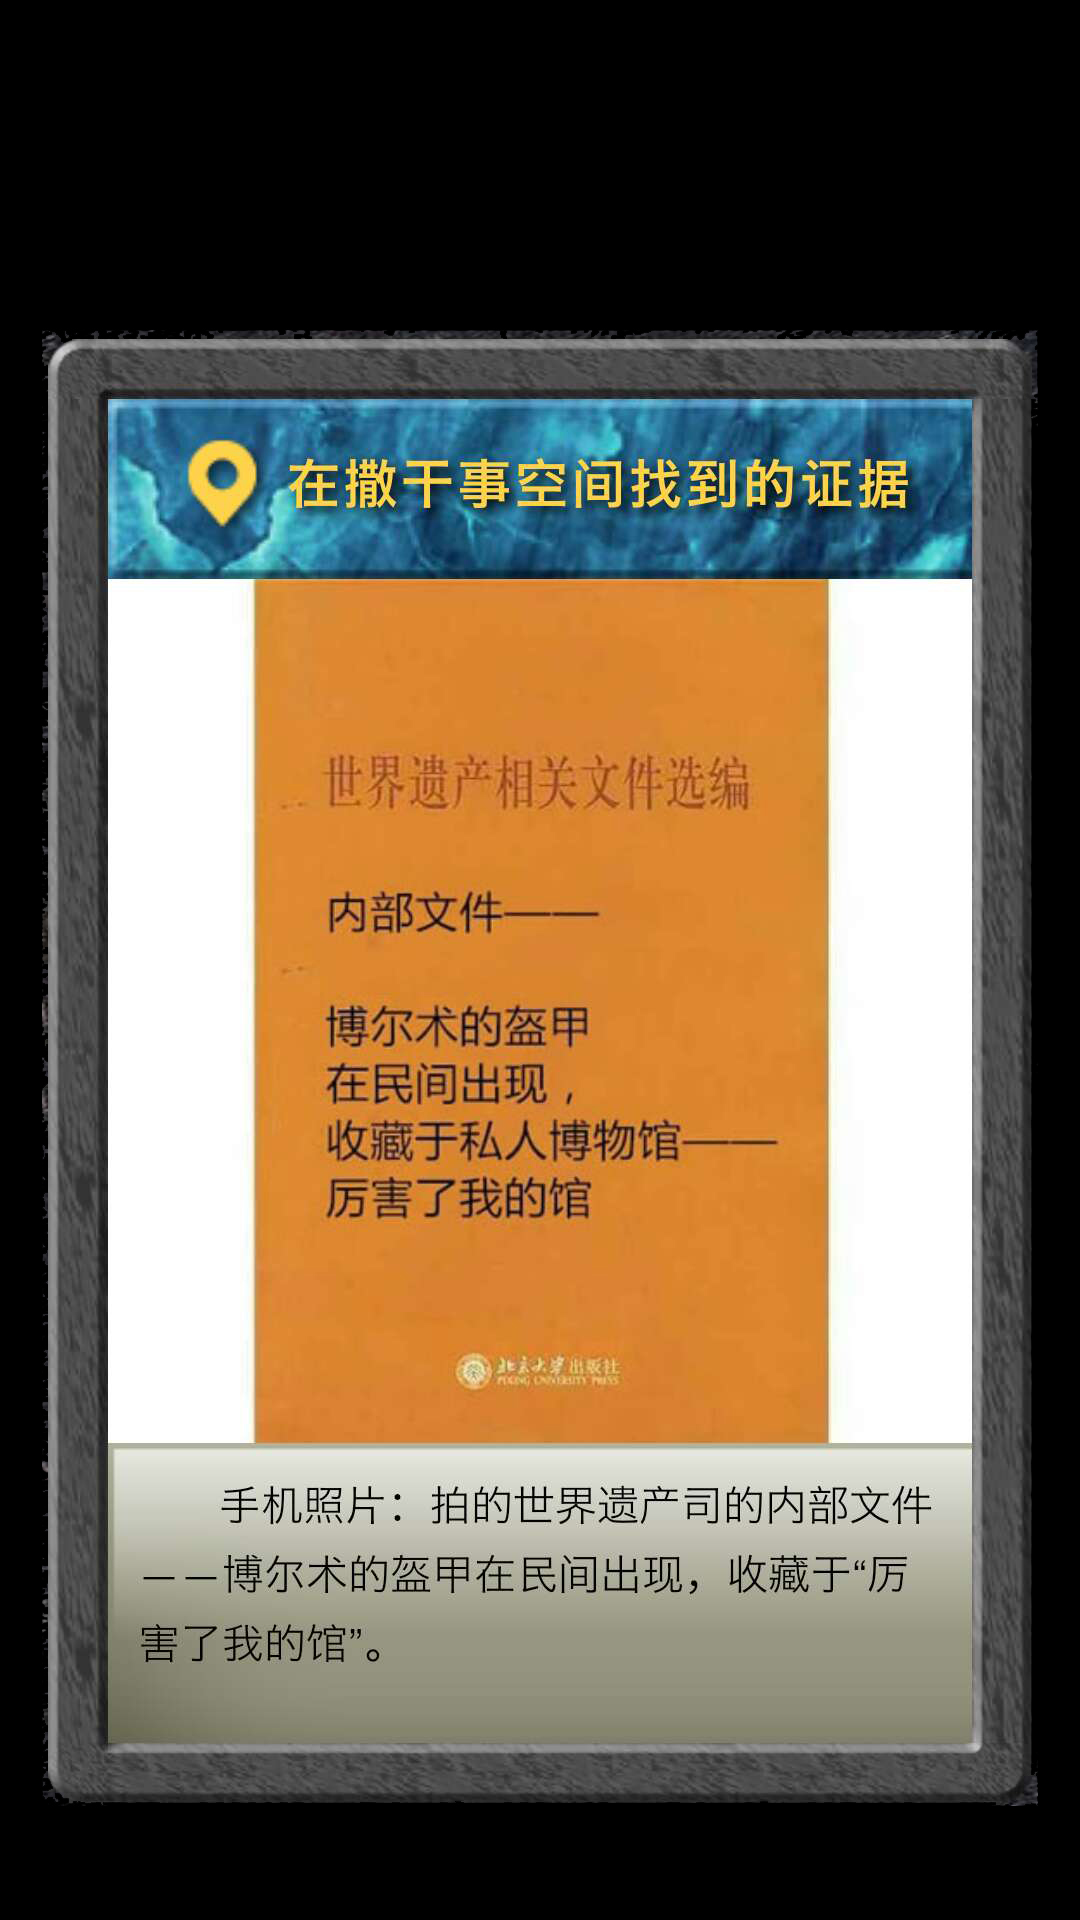 在撒干事空间找到的证据
世界遗产相关文件选编
内部文件——
博尔术的盔甲
在民间出现，
收藏于私人博物馆——
厉害了我的馆
北京大学出版社
PEKING UNIVERSITY PRESS
手机照片：拍的世界遗产司的内部文件
——博尔术的盔甲在民间出现，收藏于“厉
害了我的馆”。